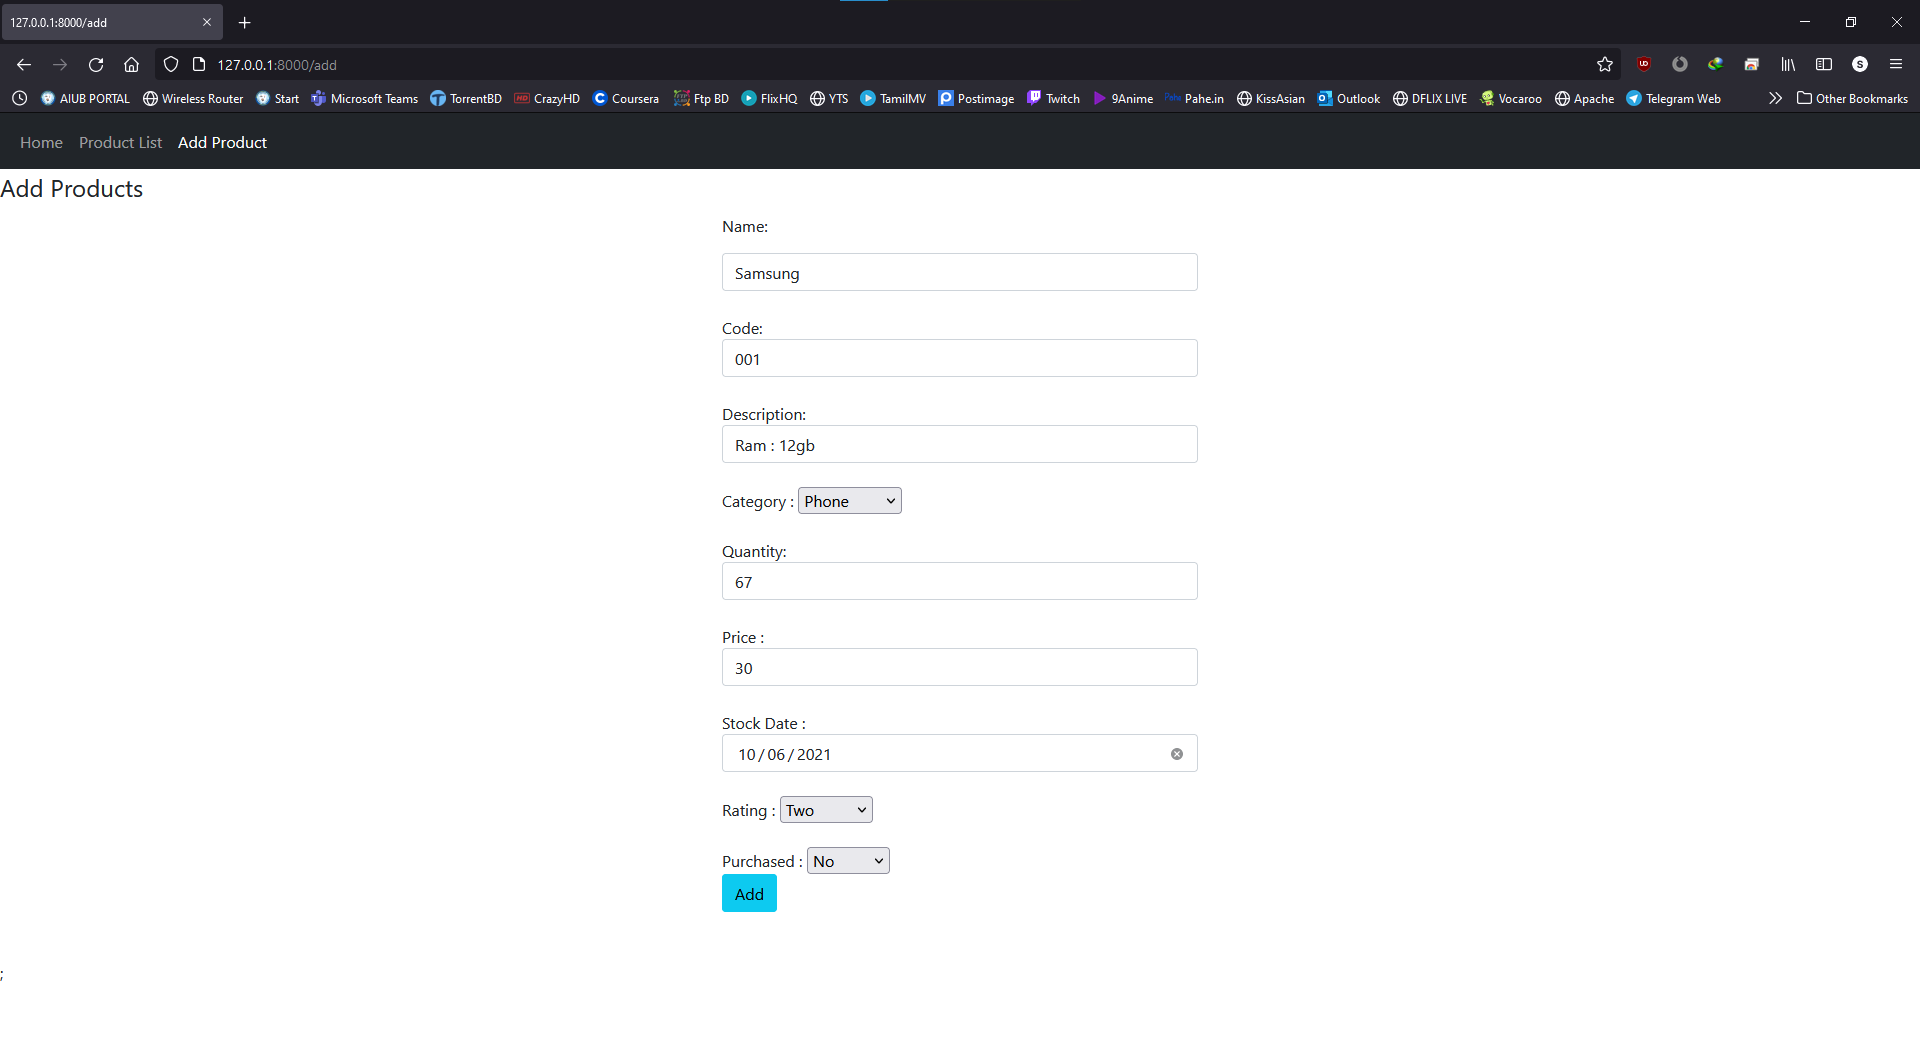 127.0.0.1:8000/add
127.0.0.1:8000/add
AIUB PORTAL Wireless Router Start Microsoft Teams TorrentBD CrazyHD Coursera Ftp BD FlixHQ YTS TamilMV Postimage Twitch 9Anime Pahe.in KissAsian Outlook DFLIX LIVE Vocaroo Apache Telegram Web Other Bookmarks
Home Product List Add Product
Add Products
Name:
Samsung
Code:
001
Description:
Ram : 12gb
Category : Phone
Quantity:
67
Price :
30
Stock Date :
10 / 06 / 2021
Rating : Two
Purchased : No
Add
;